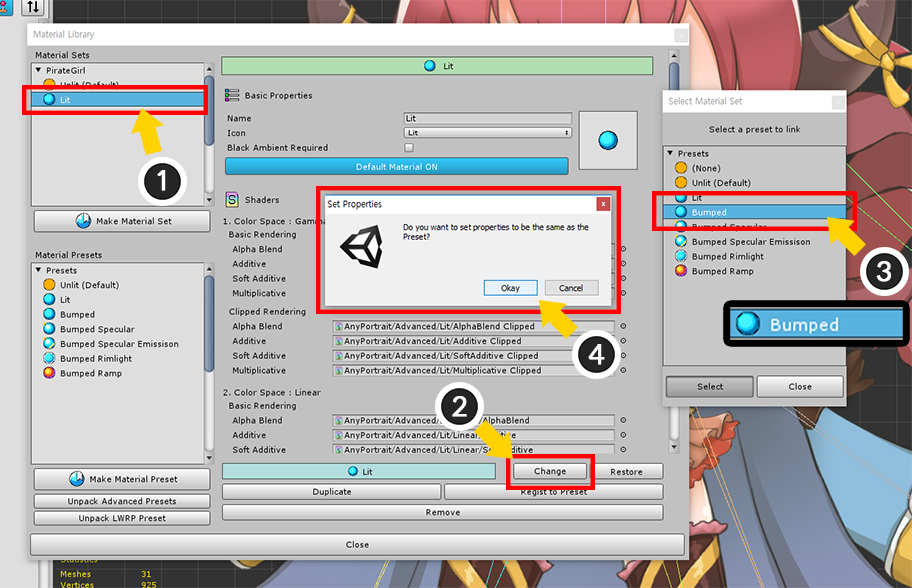 Material Library
Material Sets
PirateGirl
Unlit (Default)
Lit
1
Make Material Set
Material Presets
Presets
Unlit (Default)
Lit
Bumped
Bumped Specular
Bumped Specular Emission
Bumped Rimlight
Bumped Ramp
Make Material Preset
Unpack Advanced Presets
Unpack LWRP Preset
Lit
Basic Properties
Name Lit
Icon Lit
Black Ambient Required
Default Material ON
Shaders
1. Color Space : Gamma
Basic Rendering
Alpha Blend
Additive
Soft Additive
Multiplicative
Clipped Rendering
Alpha Blend AnyPortrait/Advanced/Lit/AlphaBlend Clipped
Additive AnyPortrait/Advanced/Lit/Additive Clipped
Soft Additive AnyPortrait/Advanced/Lit/SoftAdditive Clipped
Multiplicative AnyPortrait/Advanced/Lit/Multiplicative Clipped
2. Color Space : Linear
Basic Rendering
Alpha Blend AnyPortrait/Advanced/Lit/ /AlphaBlend
Additive AnyPortrait/Advanced/Lit/Linear/
Soft Additive AnyPortrait/Advanced/Lit/Linear/
2
Lit Change Restore
Duplicate Regist to Preset
Remove
Close
Set Properties
x
Do you want to set properties to be the same as the
Preset?
Okay Cancel
4
Select Material Set
Select a preset to link
Presets
(None)
Unlit (Default)
Lit
Bumped
Bumped Specular
Bumped Specular Emission
Bumped Rimlight
Bumped Ramp
3
Bumped
Select Close
Statistics
Meshes 31
Vertices 925